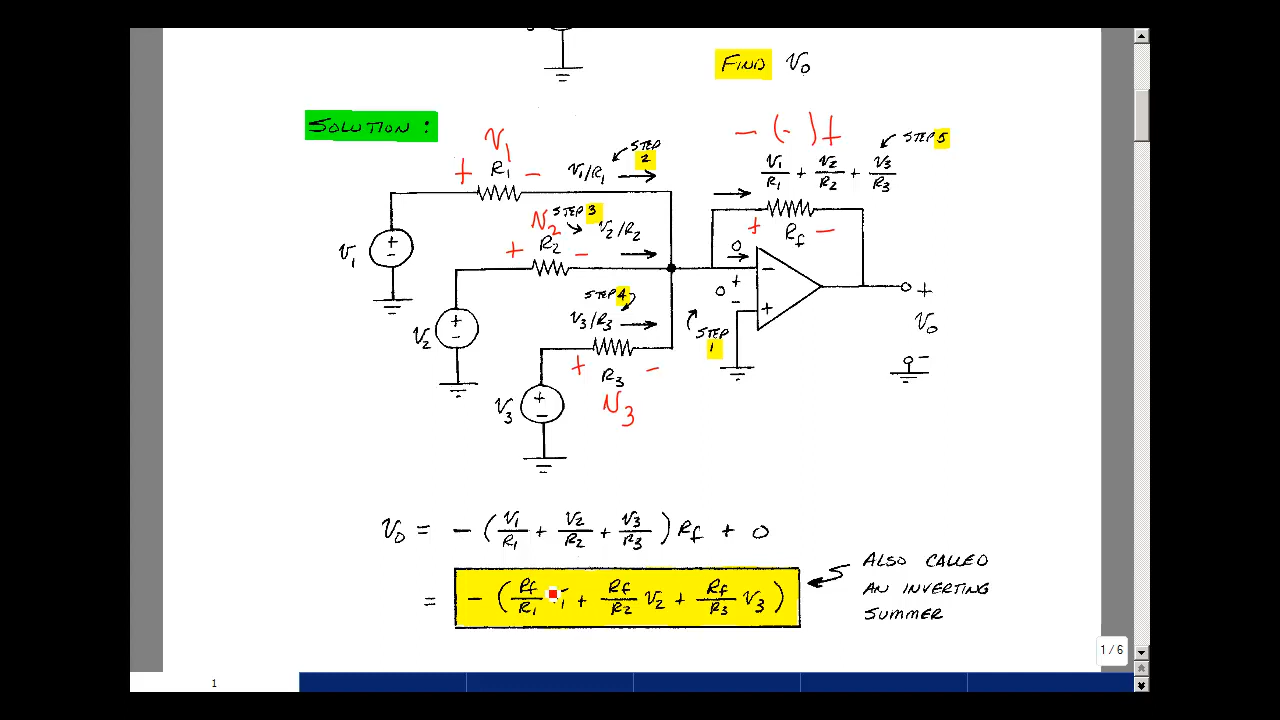 FIND V₀
SOLUTION :
V₁
+ R₁ −
V₁/R₁ → STEP 2
− (−) +
V₁/R₁ + V₂/R₂ + V₃/R₃ STEP 5
V₂ STEP 3
+ R₂ −
V₂/R₂ →
+ Rf −
V₁ + −
0 →
0 + −
− +
STEP 4
V₃/R₃ →
STEP 1
V₂ + −
+ R₃ −
V₃
V₃ + −
+ V₀ −
V₀ = − ( V₁/R₁ + V₂/R₂ + V₃/R₃ ) Rf + 0
= − ( Rf/R₁ V₁ + Rf/R₂ V₂ + Rf/R₃ V₃ )
ALSO CALLED
AN INVERTING
SUMMER
1 / 6
1